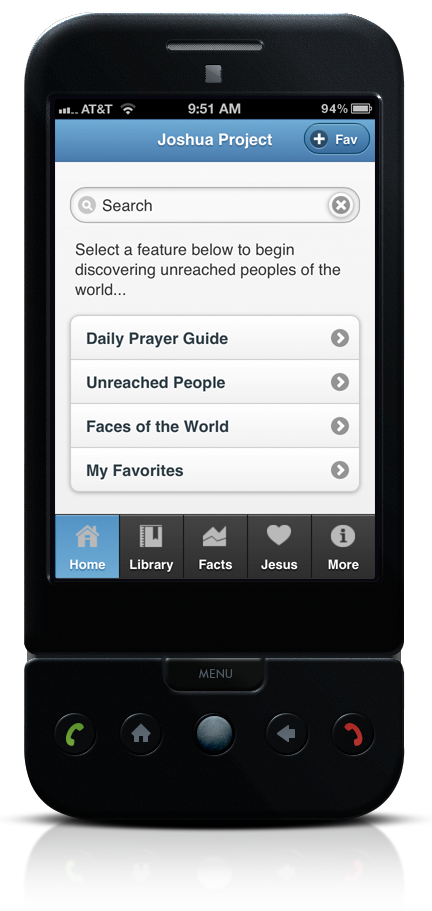 AT&T 9:51 AM 94%
Joshua Project + Fav
Search
Select a feature below to begin
discovering unreached peoples of the
world...
Daily Prayer Guide
Unreached People
Faces of the World
My Favorites
Home Library Facts Jesus More
MENU